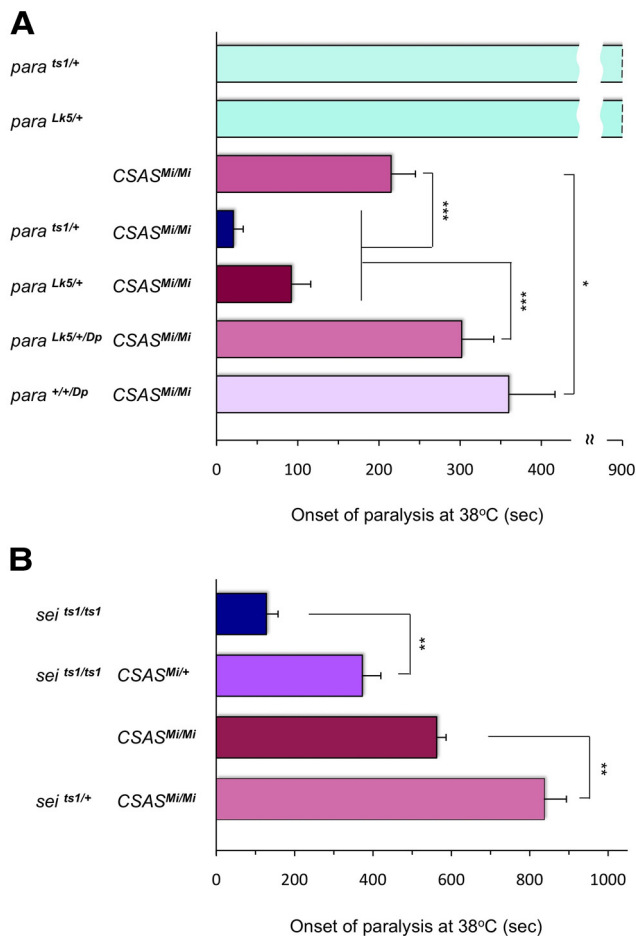 A
para ts1/+
para Lk5/+
CSAS Mi/Mi
***
para ts1/+ CSAS Mi/Mi
*
para Lk5/+ CSAS Mi/Mi
***
para Lk5/+/Dp CSAS Mi/Mi
para +/+/Dp CSAS Mi/Mi
≈
0 100 200 300 400 900
Onset of paralysis at 38°C (sec)
B
sei ts1/ts1
**
sei ts1/ts1 CSAS Mi/+
CSAS Mi/Mi
**
sei ts1/+ CSAS Mi/Mi
0 200 400 600 800 1000
Onset of paralysis at 38°C (sec)